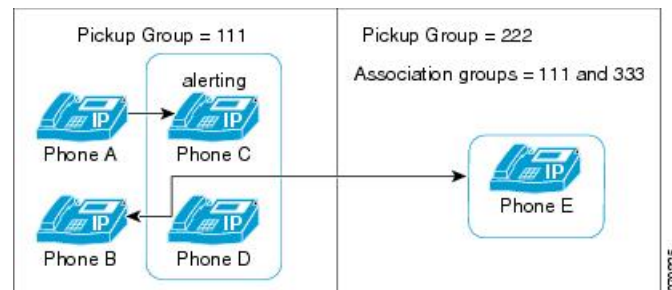 Pickup Group = 111
alerting
IP
Phone A
IP
Phone C
IP
Phone B
IP
Phone D
Pickup Group = 222
Association groups = 111 and 333
IP
Phone E